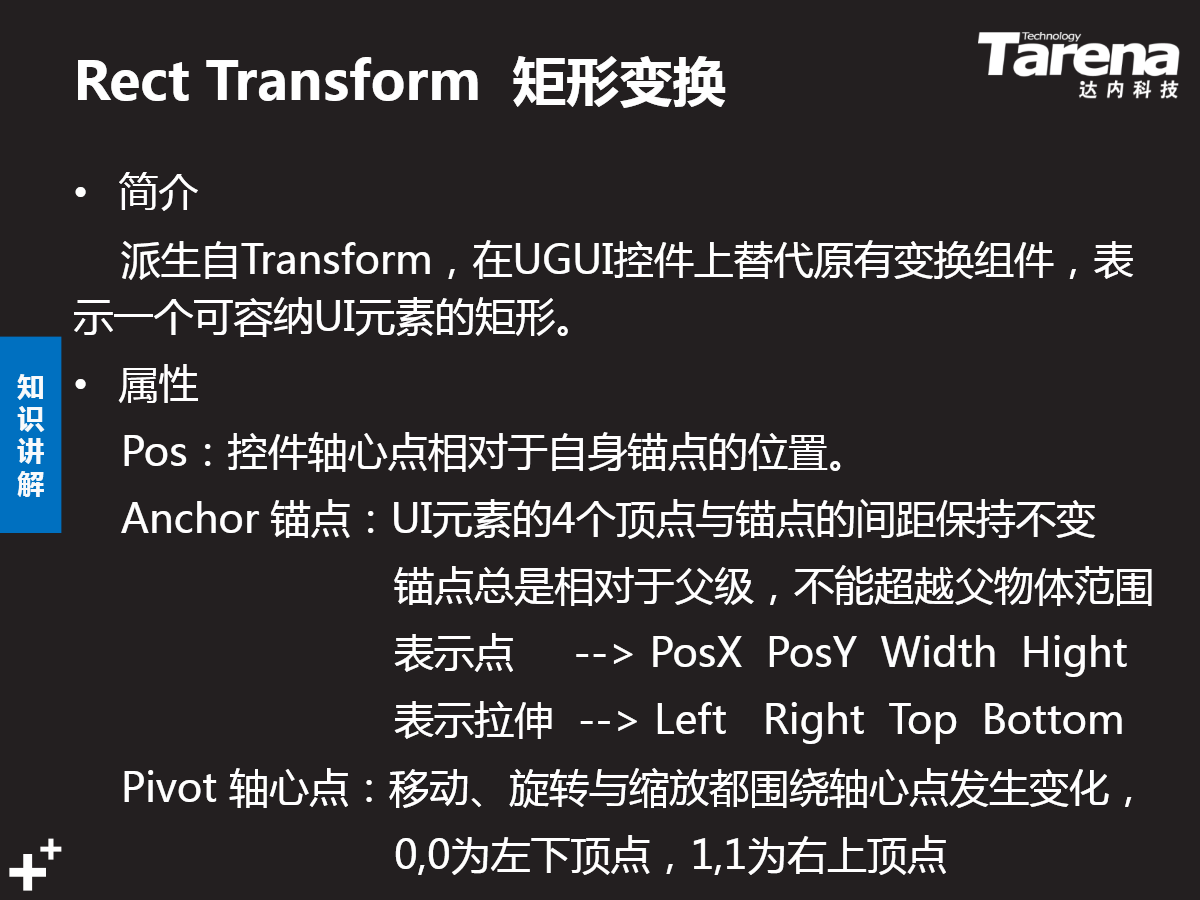 Rect Transform 矩形变换
Technology
Tarena
达内科技
• 简介
派生自Transform，在UGUI控件上替代原有变换组件，表
示一个可容纳UI元素的矩形。
知识讲解
• 属性
Pos：控件轴心点相对于自身锚点的位置。
Anchor 锚点：UI元素的4个顶点与锚点的间距保持不变
锚点总是相对于父级，不能超越父物体范围
表示点 --> PosX PosY Width Hight
表示拉伸 --> Left Right Top Bottom
Pivot 轴心点：移动、旋转与缩放都围绕轴心点发生变化，
0,0为左下顶点，1,1为右上顶点